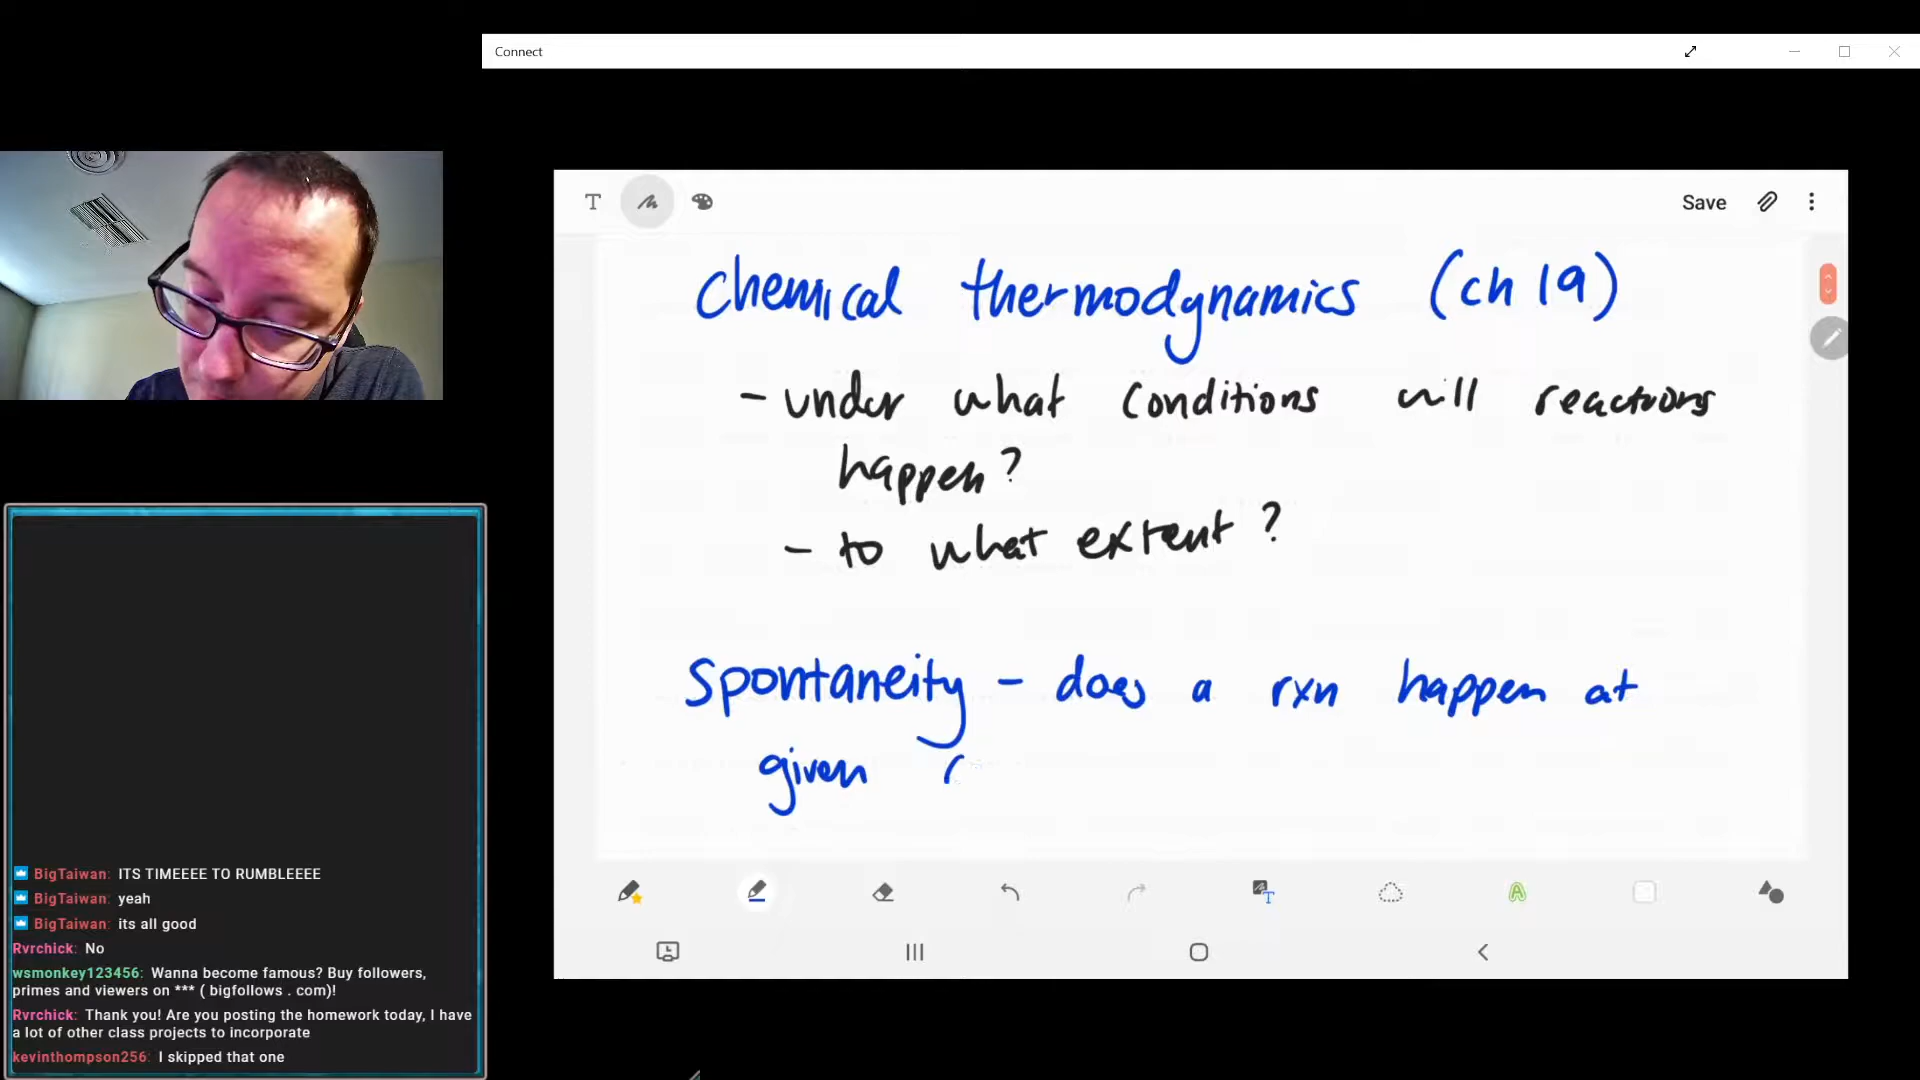 Connect
T
Save
Chemical thermodynamics (ch 19)
- under what conditions will reactions
happen?
- to what extent?
Spontaneity - does a rxn happen at
given
T
A
BigTaiwan: ITS TIMEEEE TO RUMBLEEEE
BigTaiwan: yeah
BigTaiwan: its all good
Rvrchick: No
wsmonkey123456: Wanna become famous? Buy followers,
primes and viewers on *** ( bigfollows . com)!
Rvrchick: Thank you! Are you posting the homework today, I have
a lot of other class projects to incorporate
kevinthompson256: I skipped that one